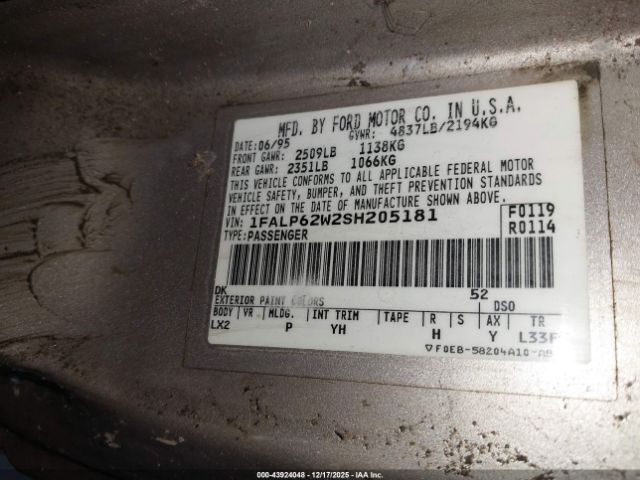 MFD. BY FORD MOTOR CO. IN U.S.A.
DATE: 06/95 GVWR: 4837LB/2194KG
FRONT GAWR: 2509LB 1138KG
REAR GAWR: 2351LB 1066KG
THIS VEHICLE CONFORMS TO ALL APPLICABLE FEDERAL MOTOR
VEHICLE SAFETY, BUMPER, AND THEFT PREVENTION STANDARDS
IN EFFECT ON THE DATE OF MANUFACTURE SHOWN ABOVE.
VIN: 1FALP62W2SH205181 F0119
TYPE: PASSENGER R0114
DK 52
EXTERIOR PAINT COLORS DSO
BODY VR MLDG. INT TRIM TAPE R S AX TR
LX2 P YH H Y L33F
▽F0EB-58204A10-AB
000-43924048 - 12/17/2025 - IAA Inc.